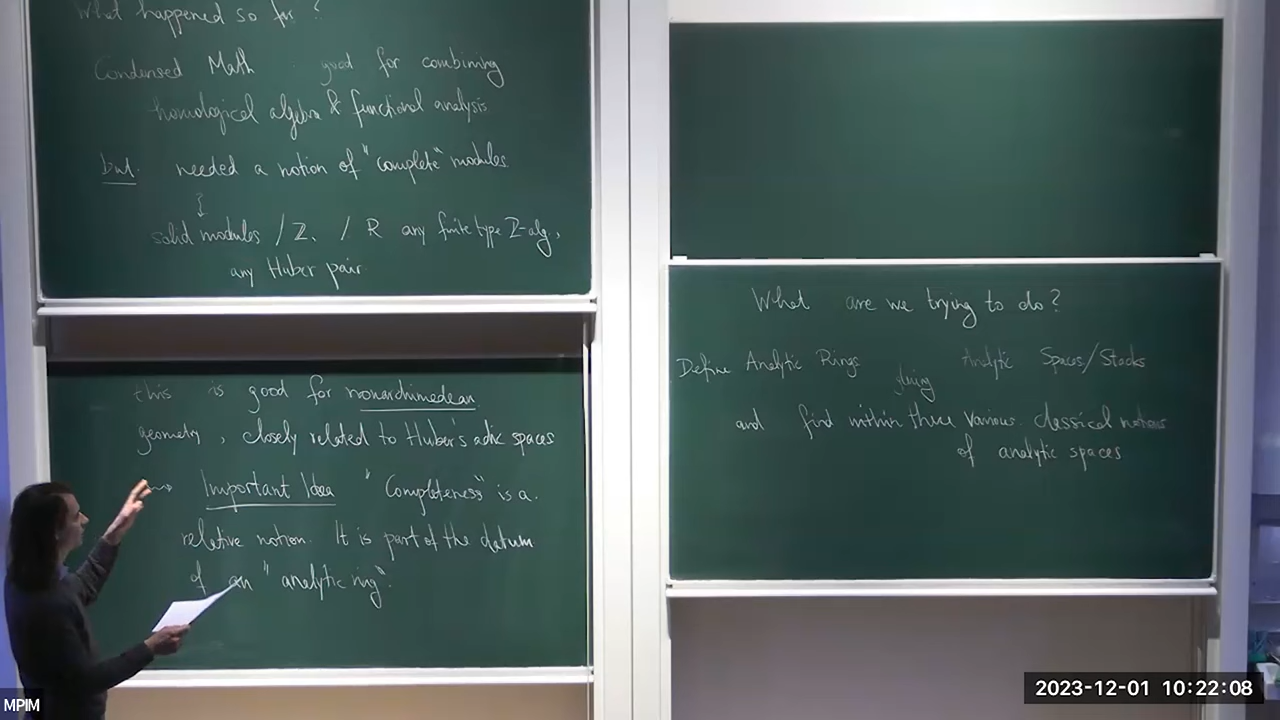 What happened so far?
Condensed Math : good for combining
homological algebra & functional analysis
but: needed a notion of "complete" modules
solid modules / Z, / R any finite type Z-alg.,
any Huber pair
this is good for nonarchimedean
geometry, closely related to Huber's adic spaces
Important Idea "Completeness" is a
relative notion. It is part of the datum
of an "analytic ring".
What are we trying to do?
Define Analytic Rings gluing Analytic Spaces/Stacks
and find within these various classical notions
of analytic spaces
MPIM
2023-12-01 10:22:08